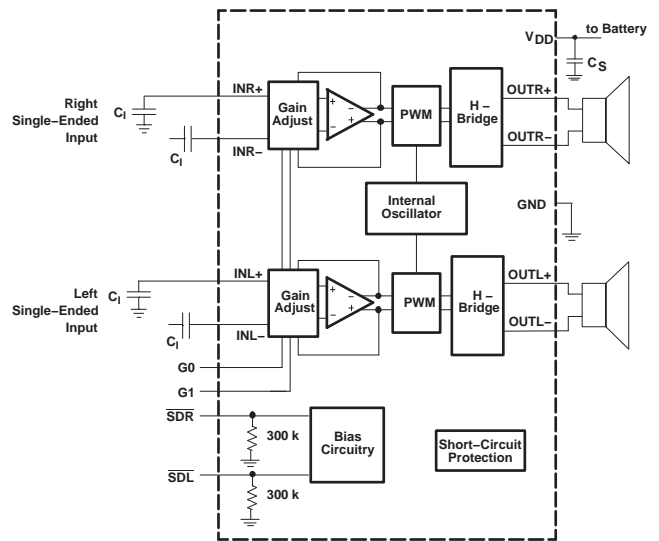 to Battery
VDD
CS
Right
Single−Ended
Input
CI
CI
INR+
INR−
Gain
Adjust
+
−
−
+
PWM
H −
Bridge
OUTR+
OUTR−
Internal
Oscillator
GND
Left
Single−Ended
Input
CI
CI
INL+
INL−
Gain
Adjust
+
−
−
+
PWM
H −
Bridge
OUTL+
OUTL−
G0
G1
SDR
300 k
Bias
Circuitry
Short−Circuit
Protection
SDL
300 k